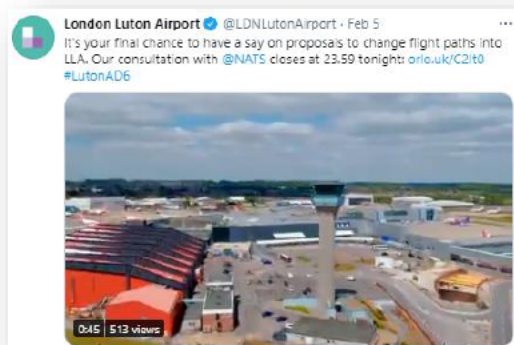 London Luton Airport @LDNLutonAirport · Feb 5
It's your final chance to have a say on proposals to change flight paths into
LLA. Our consultation with @NATS closes at 23.59 tonight: orlo.uk/C2lt0
#LutonAD6
0:45 513 views